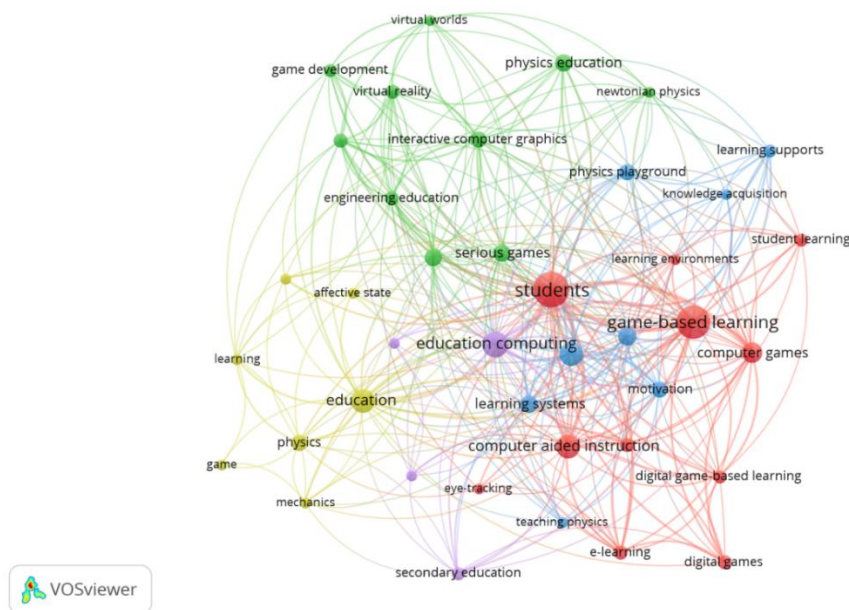 virtual worlds
physics education
game development
virtual reality
newtonian physics
interactive computer graphics
learning supports
physics playground
knowledge acquisition
engineering education
student learning
serious games
learning environments
students
affective state
game-based learning
education computing
computer games
learning
motivation
education
learning systems
physics
computer aided instruction
game
digital game-based learning
eye-tracking
mechanics
teaching physics
e-learning
digital games
secondary education
VOSviewer